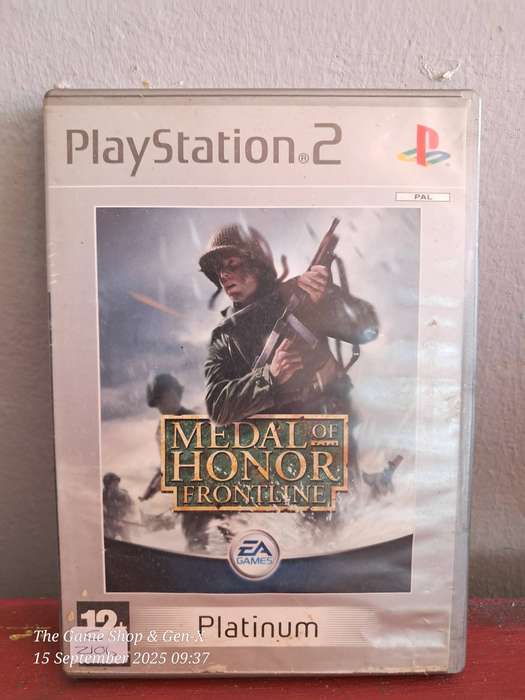 PlayStation®2
PAL
MEDAL OF
HONOR
FRONTLINE
EA
GAMES
12+
Platinum
The Game Shop & Gen-X
15 September 2025 09:37